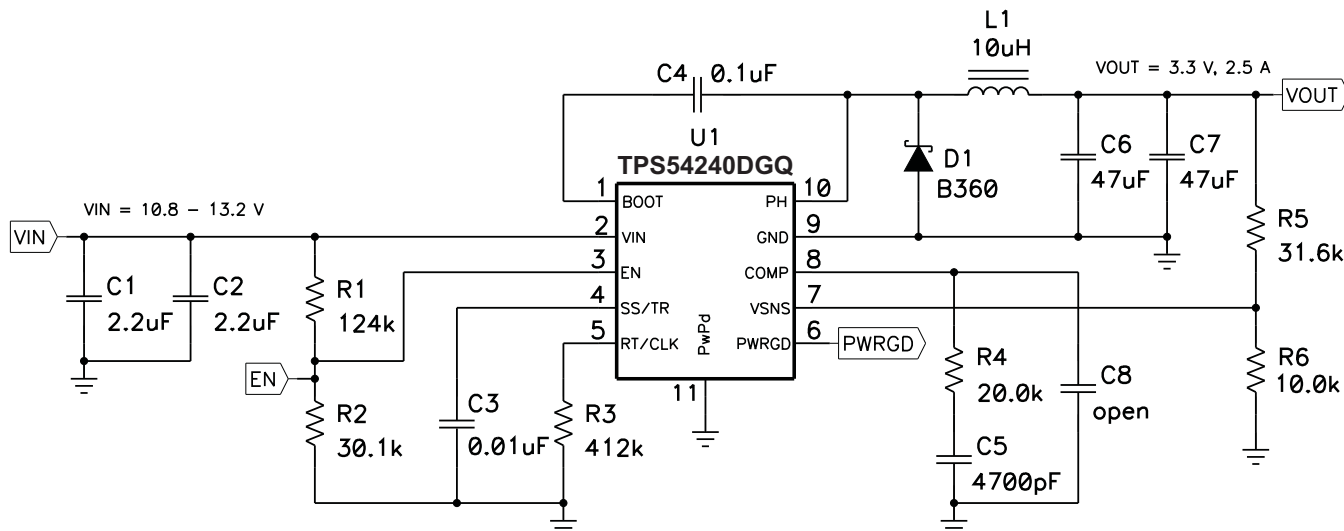 L1
10uH
C4 0.1uF
VOUT = 3.3 V, 2.5 A
VOUT
U1
TPS54240DGQ
1 BOOT
2 VIN
3 EN
4 SS/TR
5 RT/CLK
PH 10
GND 9
COMP 8
VSNS 7
PWRGD 6
PwPd
11
PWRGD
D1
B360
C6
47uF
C7
47uF
R5
31.6k
R6
10.0k
VIN = 10.8 – 13.2 V
VIN
C1
2.2uF
C2
2.2uF
R1
124k
EN
R2
30.1k
C3
0.01uF
R3
412k
R4
20.0k
C8
open
C5
4700pF